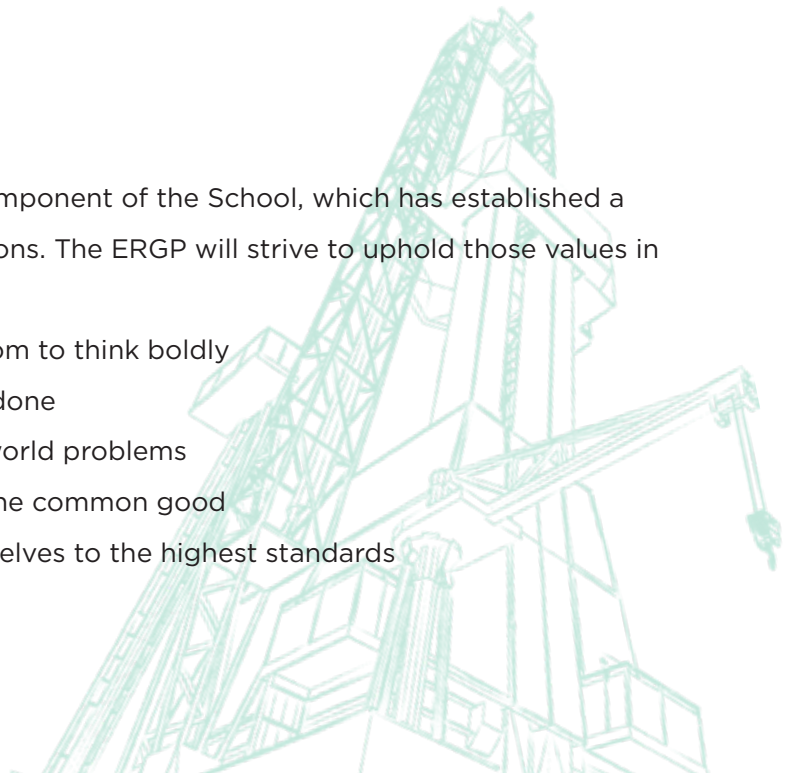 mponent of the School, which has established a
ons. The ERGP will strive to uphold those values in
om to think boldly
done
world problems
he common good
elves to the highest standards